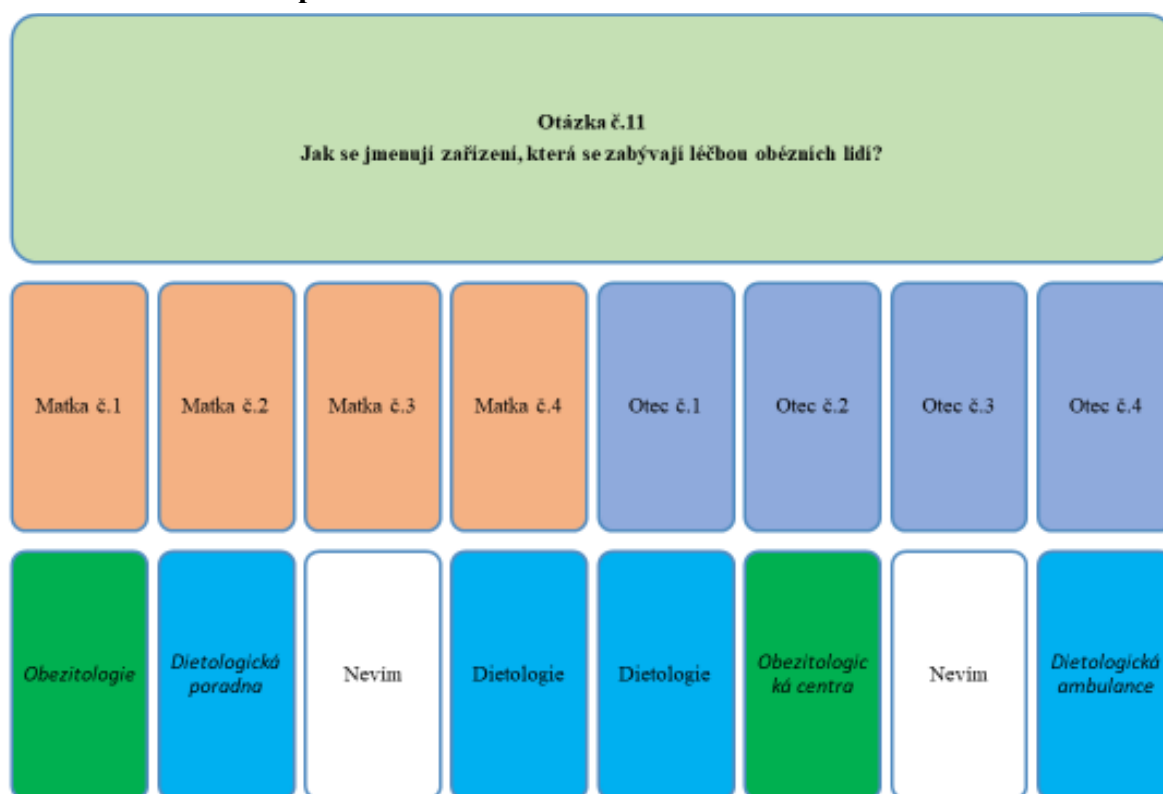 Otázka č.11
Jak se jmenují zařízení, která se zabývají léčbou obézních lidí?
Matka č.1
Matka č.2
Matka č.3
Matka č.4
Otec č.1
Otec č.2
Otec č.3
Otec č.4
Obezitologie
Dietologická
poradna
Nevím
Dietologie
Dietologie
Obezitologic
ká centra
Nevím
Dietologická
ambulance